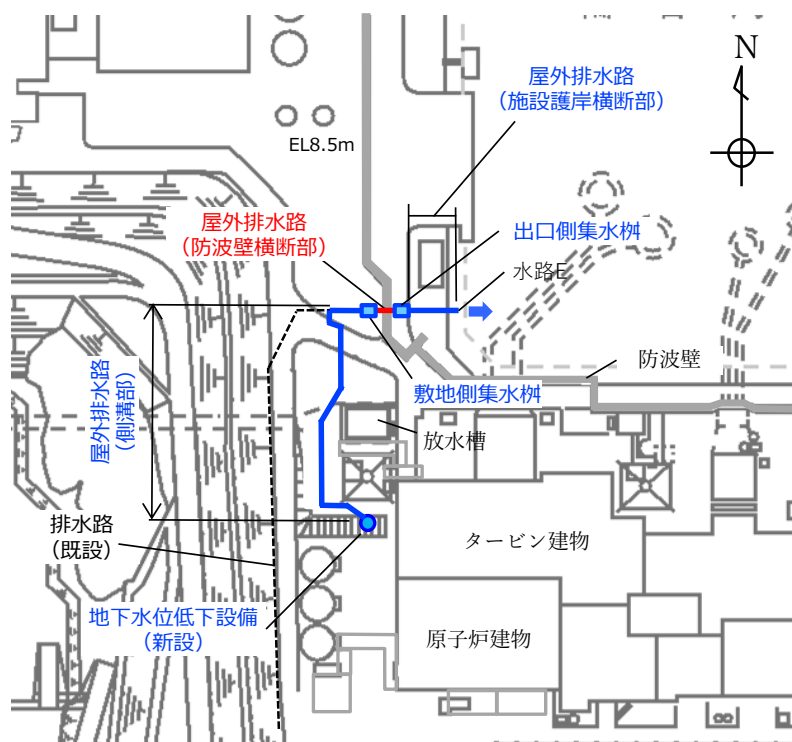 N
屋外排水路
（施設護岸横断部）
EL8.5m
屋外排水路
（防波壁横断部）
出口側集水桝
水路E
防波壁
敷地側集水桝
屋外排水路
（側溝部）
放水槽
排水路
（既設）
タービン建物
地下水位低下設備
（新設）
原子炉建物